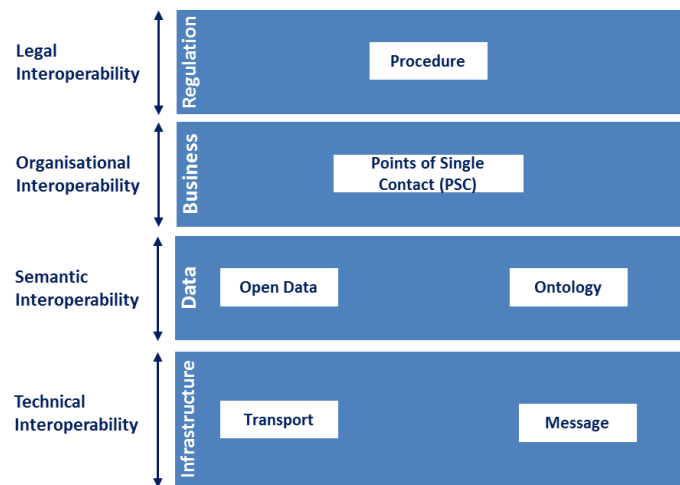 Legal
Interoperability
Regulation
Procedure
Organisational
Interoperability
Business
Points of Single
Contact (PSC)
Semantic
Interoperability
Data
Open Data
Ontology
Technical
Interoperability
Infrastructure
Transport
Message